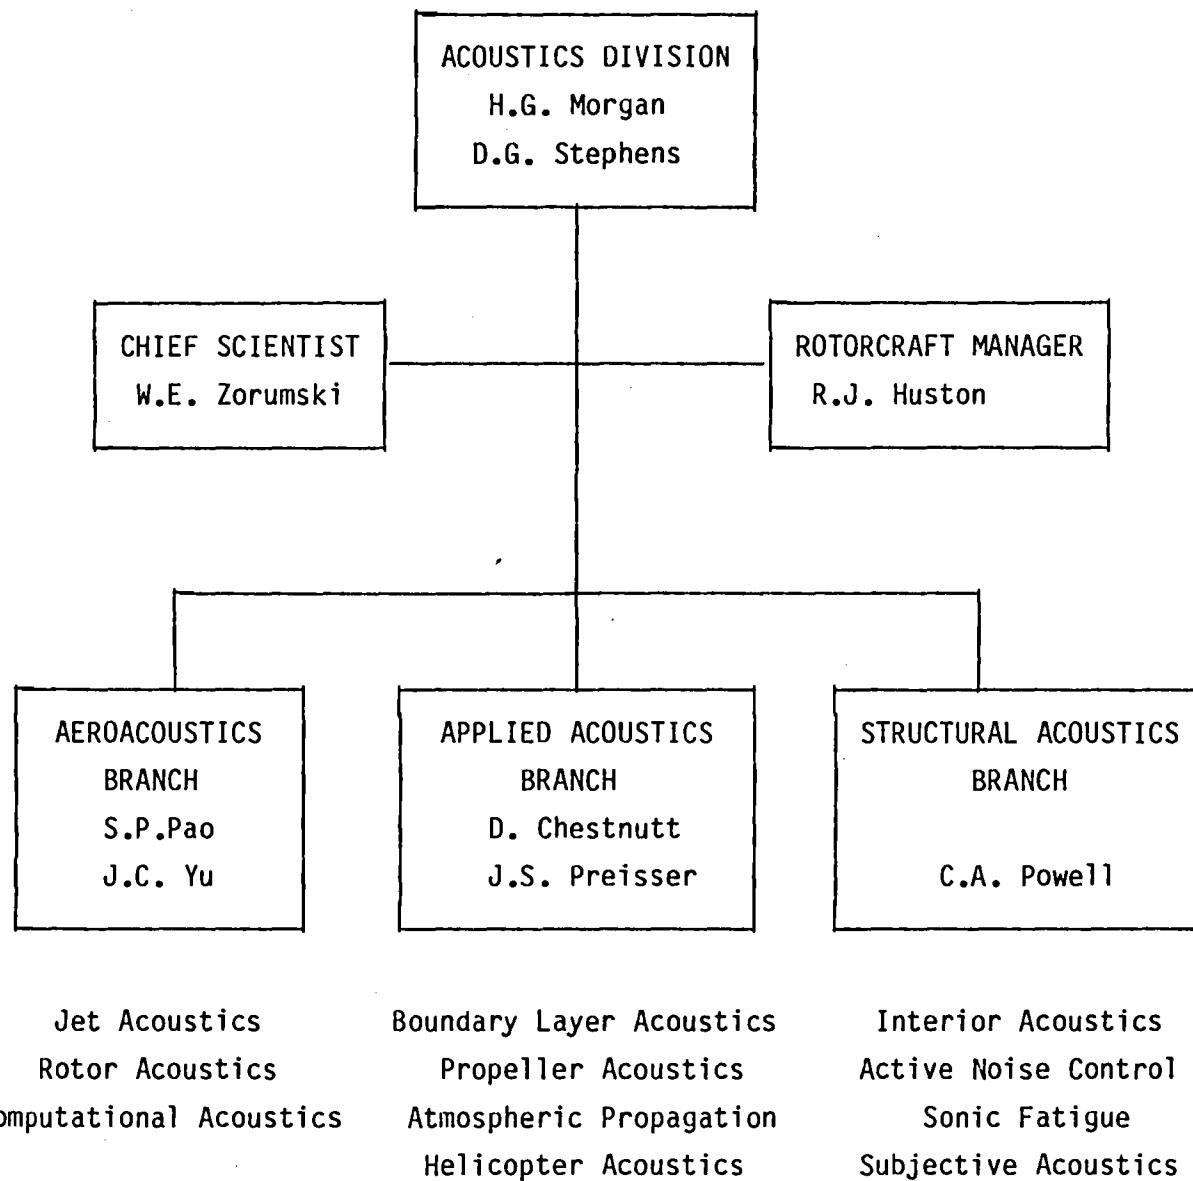 ACOUSTICS DIVISION
H.G. Morgan
D.G. Stephens
CHIEF SCIENTIST
W.E. Zorumski
ROTORCRAFT MANAGER
R.J. Huston
AEROACOUSTICS
BRANCH
S.P.Pao
J.C. Yu
APPLIED ACOUSTICS
BRANCH
D. Chestnutt
J.S. Preisser
STRUCTURAL ACOUSTICS
BRANCH
C.A. Powell
Jet Acoustics
Rotor Acoustics
omputational Acoustics
Boundary Layer Acoustics
Propeller Acoustics
Atmospheric Propagation
Helicopter Acoustics
Interior Acoustics
Active Noise Control
Sonic Fatigue
Subjective Acoustics